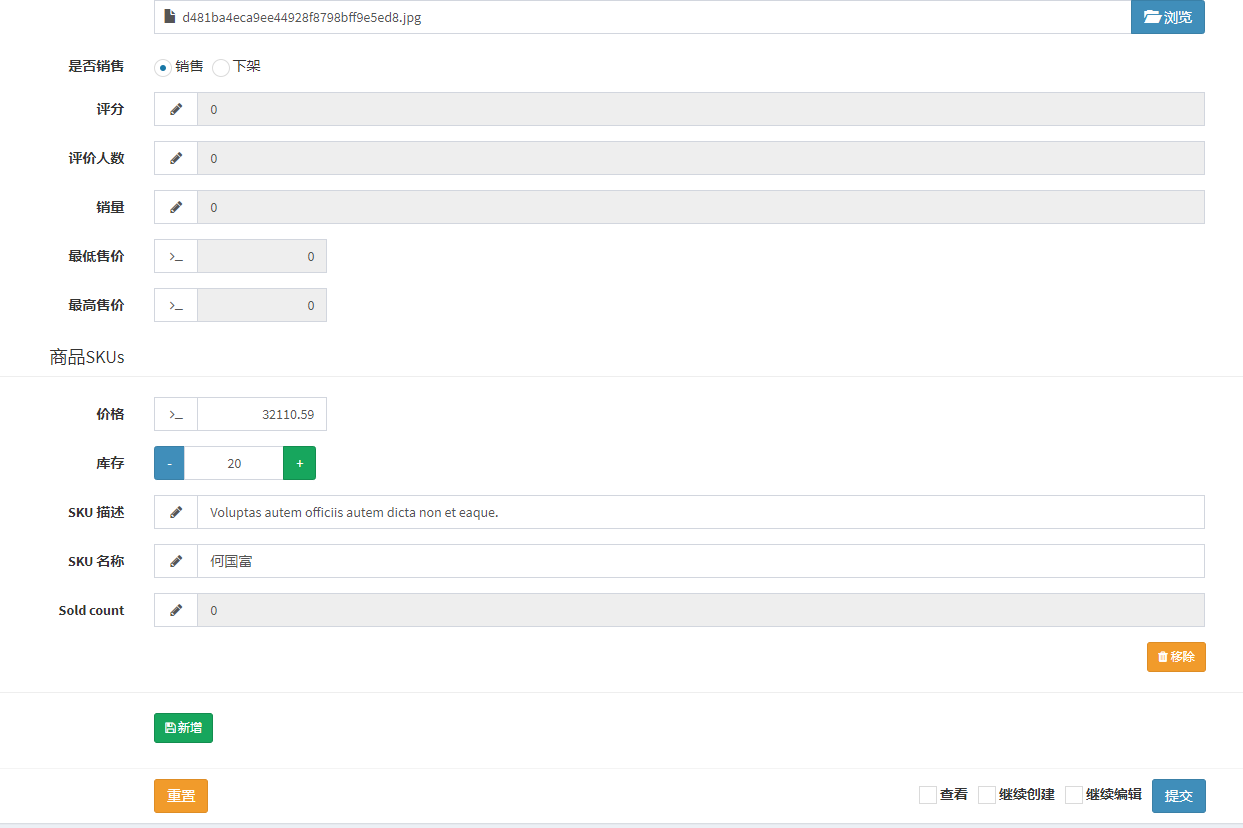 d481ba4eca9ee44928f8798bff9e5ed8.jpg 浏览
是否销售 销售 下架
评分 0
评价人数 0
销量 0
最低售价 >_ 0
最高售价 >_ 0
商品SKUs
价格 >_ 32110.59
库存 - 20 +
SKU 描述 Voluptas autem officiis autem dicta non et eaque.
SKU 名称 何国富
Sold count 0
移除
新增
重置 查看 继续创建 继续编辑 提交